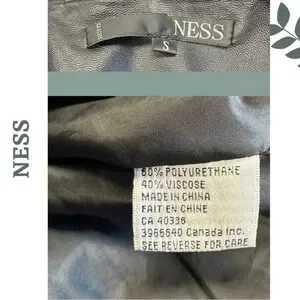 NESS
S
NESS
60% POLYURETHANE
40% VISCOSE
MADE IN CHINA
FAIT EN CHINE
CA 40336
3966640 Canada Inc.
SEE REVERSE FOR CARE